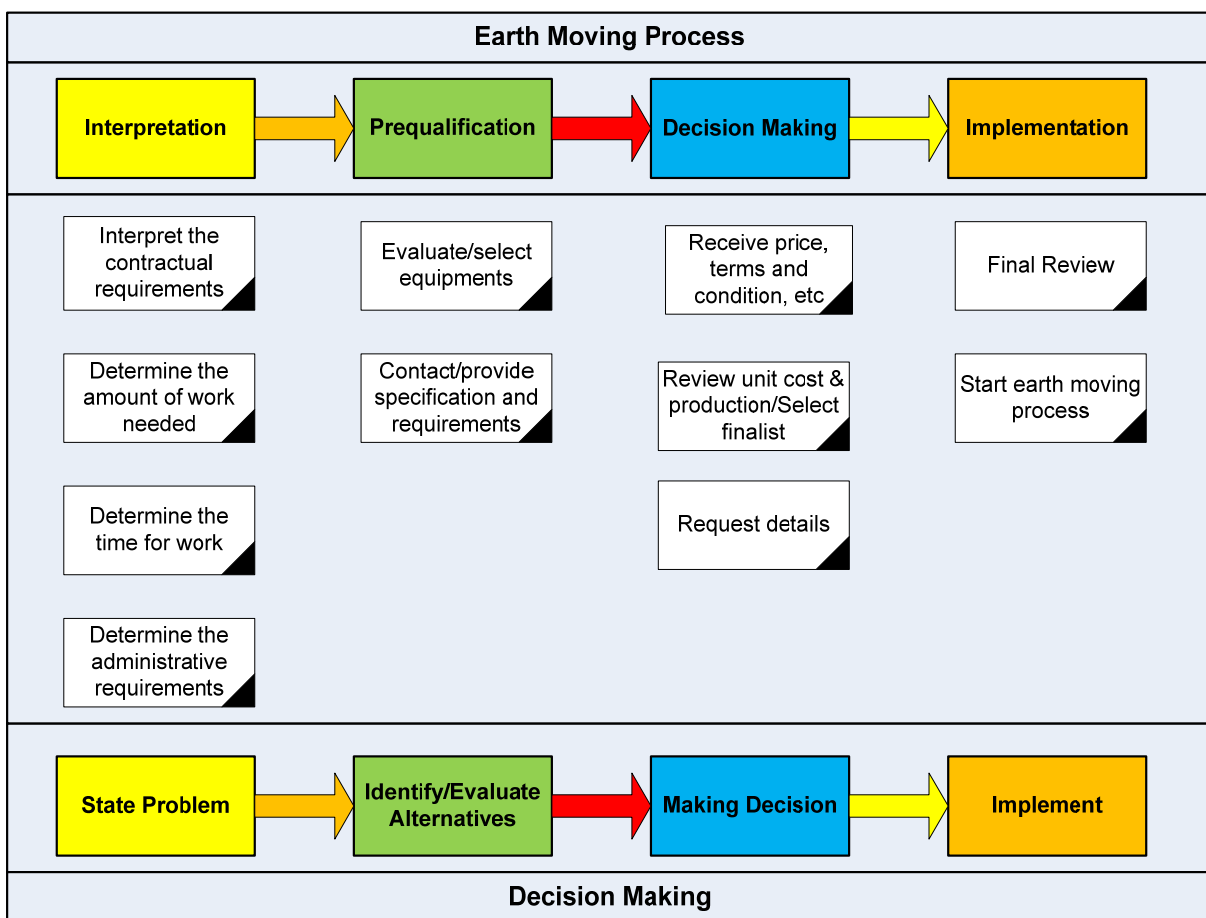 Earth Moving Process
Interpretation
Prequalification
Decision Making
Implementation
Interpret the
contractual
requirements
Evaluate/select
equipments
Receive price,
terms and
condition, etc
Final Review
Determine the
amount of work
needed
Contact/provide
specification and
requirements
Review unit cost &
production/Select
finalist
Start earth moving
process
Determine the
time for work
Request details
Determine the
administrative
requirements
State Problem
Identify/Evaluate
Alternatives
Making Decision
Implement
Decision Making